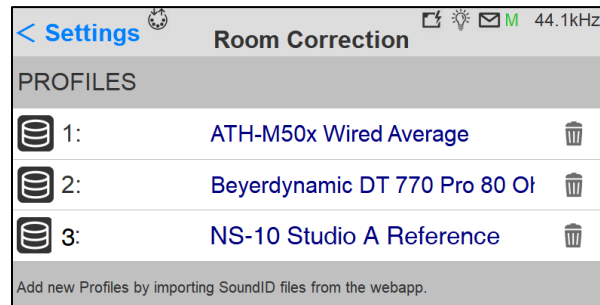 < Settings
M 44.1kHz
Room Correction
PROFILES
1: ATH-M50x Wired Average
2: Beyerdynamic DT 770 Pro 80 Oh
3: NS-10 Studio A Reference
Add new Profiles by importing SoundID files from the webapp.